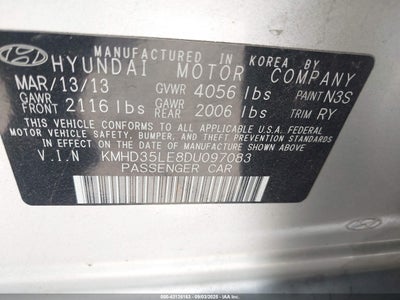 MANUFACTURED IN KOREA BY
HYUNDAI MOTOR COMPANY
MAR/13/13 GVWR 4056 lbs PAINT N3S
GAWR FRONT 2116 lbs GAWR REAR 2006 lbs TRIM RY
THIS VEHICLE CONFORMS TO ALL APPLICABLE U.S.A. FEDERAL
MOTOR VEHICLE SAFETY, BUMPER, AND THEFT PREVENTION STANDARDS
IN EFFECT ON THE DATE OF MANUFACTURE SHOWN ABOVE.
V.I.N KMHD35LE8DU097083
PASSENGER CAR